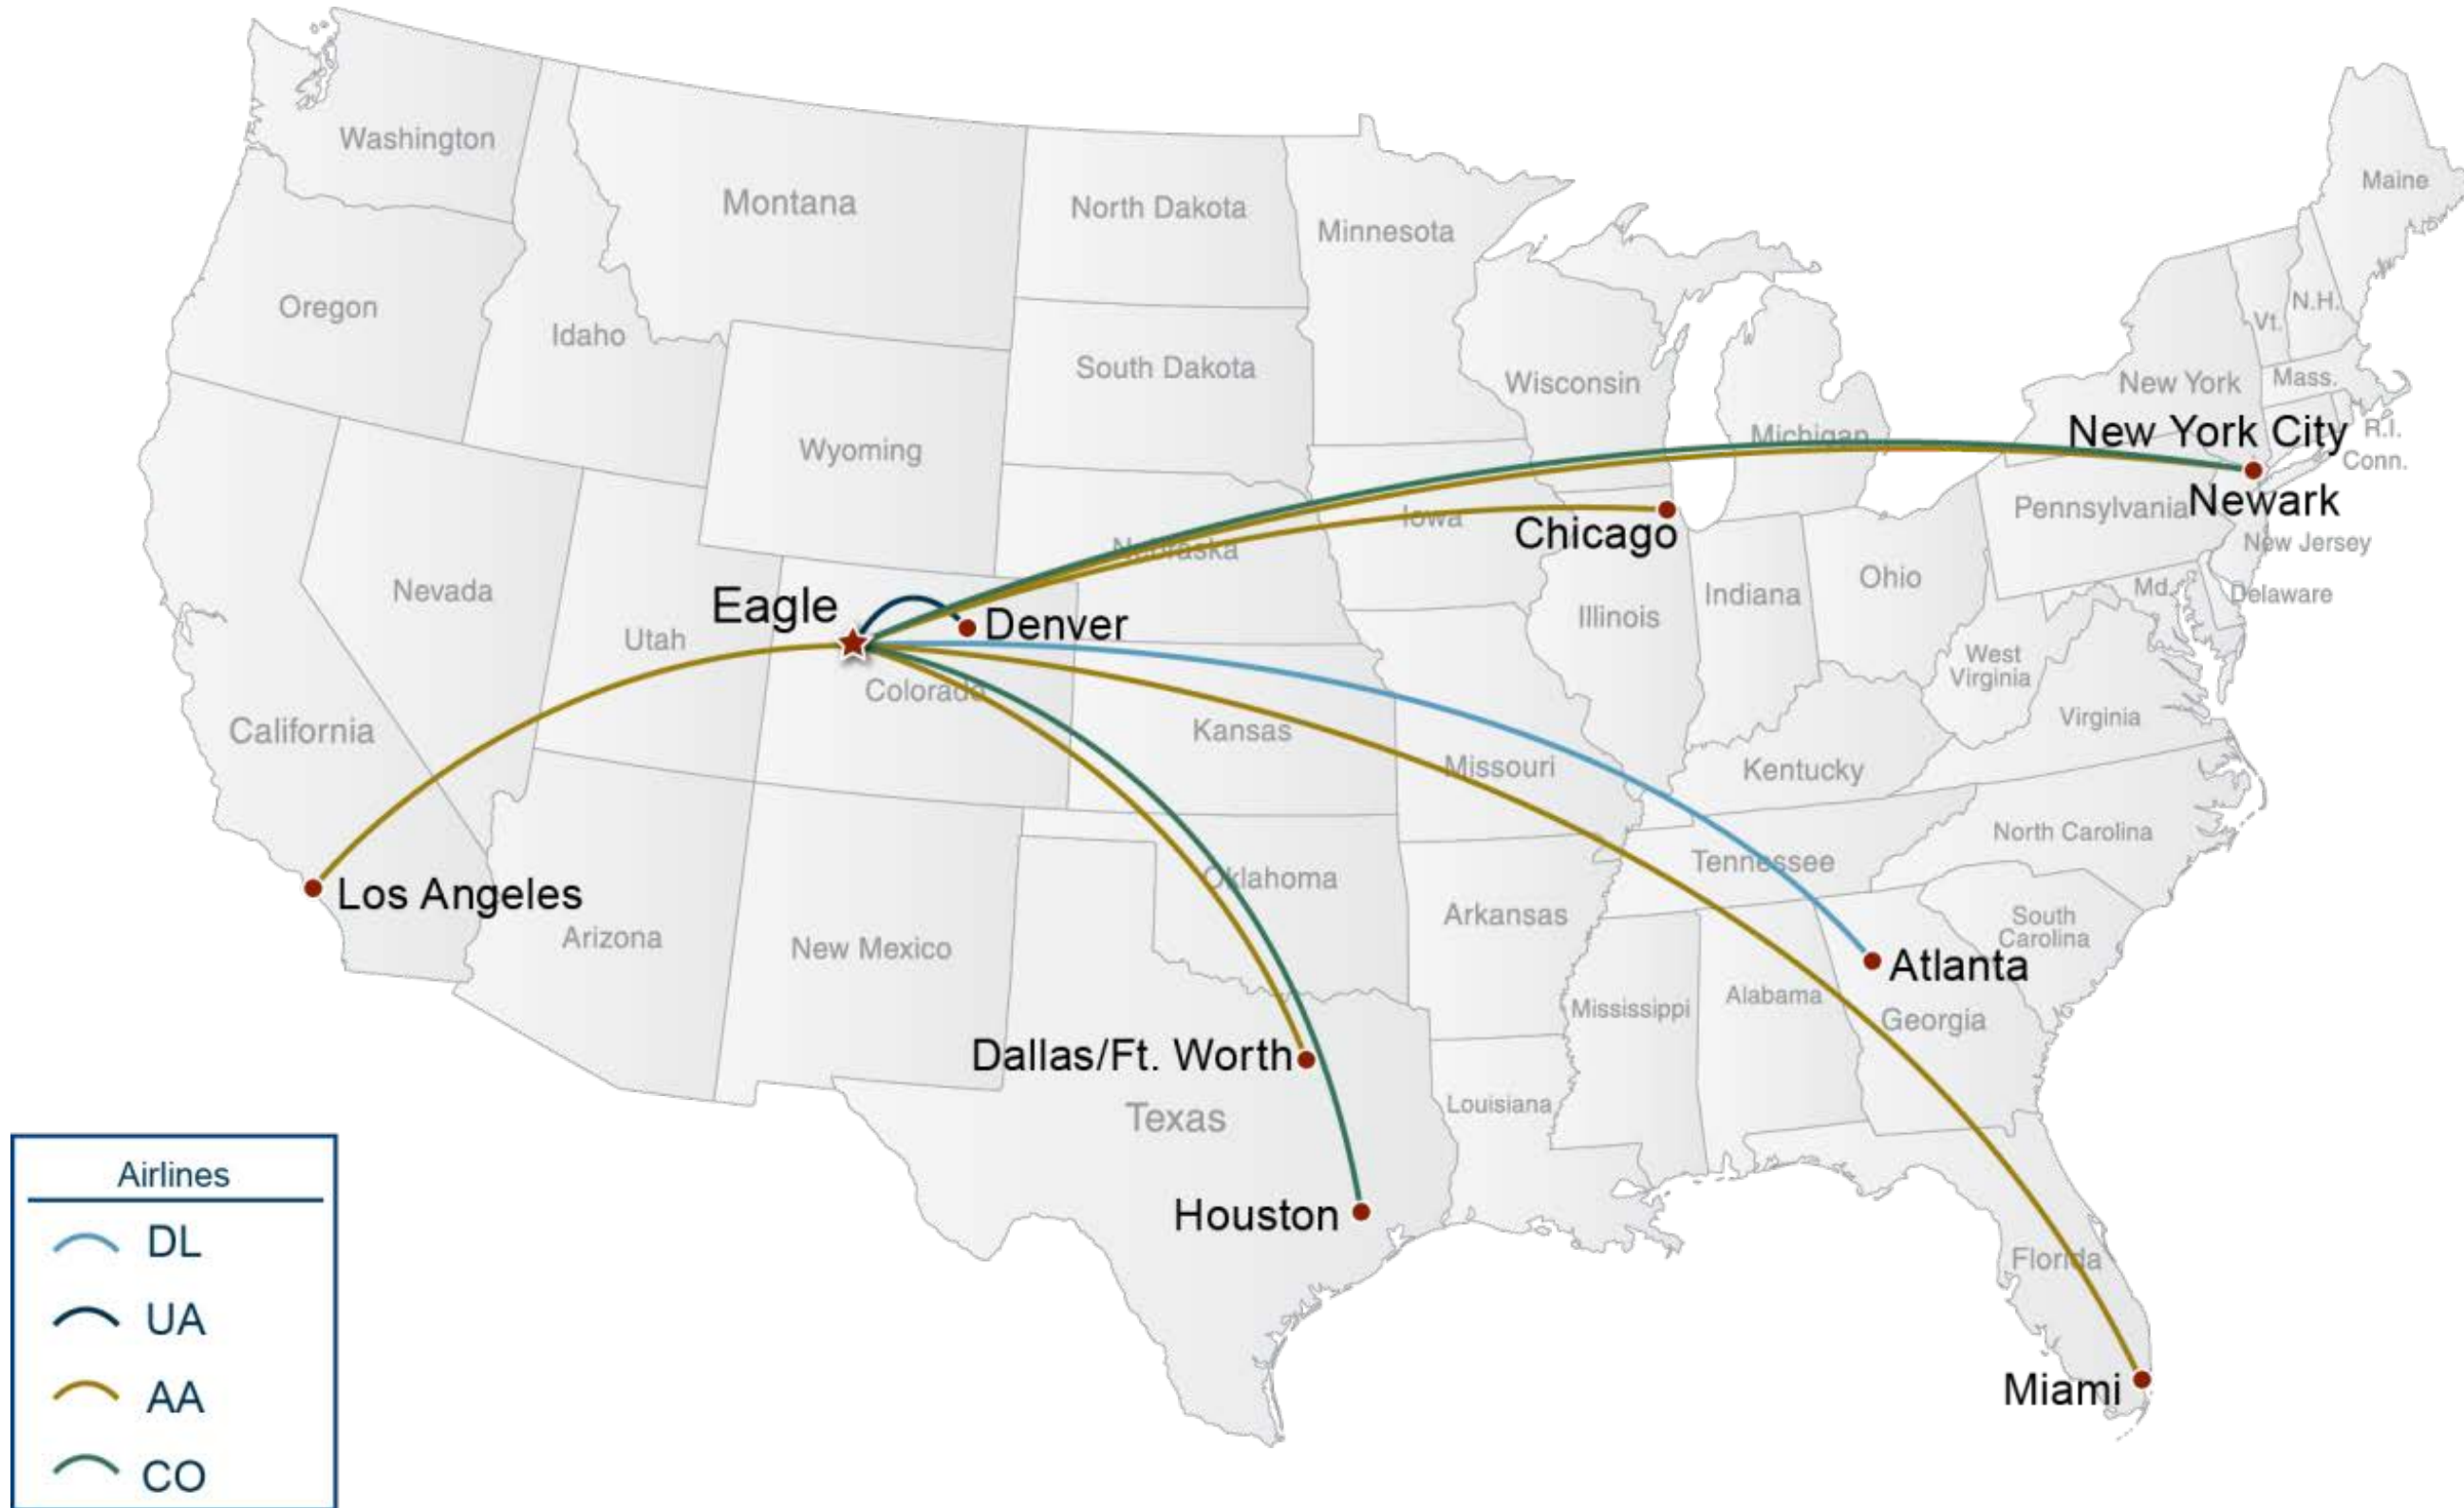 Washington
Montana
North Dakota
Minnesota
Maine
Oregon
Idaho
South Dakota
Wisconsin
Michigan
New York
Vt.
N.H.
Mass.
R.I.
Conn.
Wyoming
New York City
Newark
Nebraska
Iowa
Chicago
Pennsylvania
New Jersey
Nevada
Utah
Eagle
Denver
Colorado
Illinois
Indiana
Ohio
Md.
Delaware
West
Virginia
Virginia
California
Kansas
Missouri
Kentucky
Los Angeles
Arizona
New Mexico
Oklahoma
Arkansas
Tennessee
North Carolina
South
Carolina
Atlanta
Mississippi
Alabama
Georgia
Dallas/Ft. Worth
Texas
Louisiana
Houston
Florida
Miami
Airlines
DL
UA
AA
CO